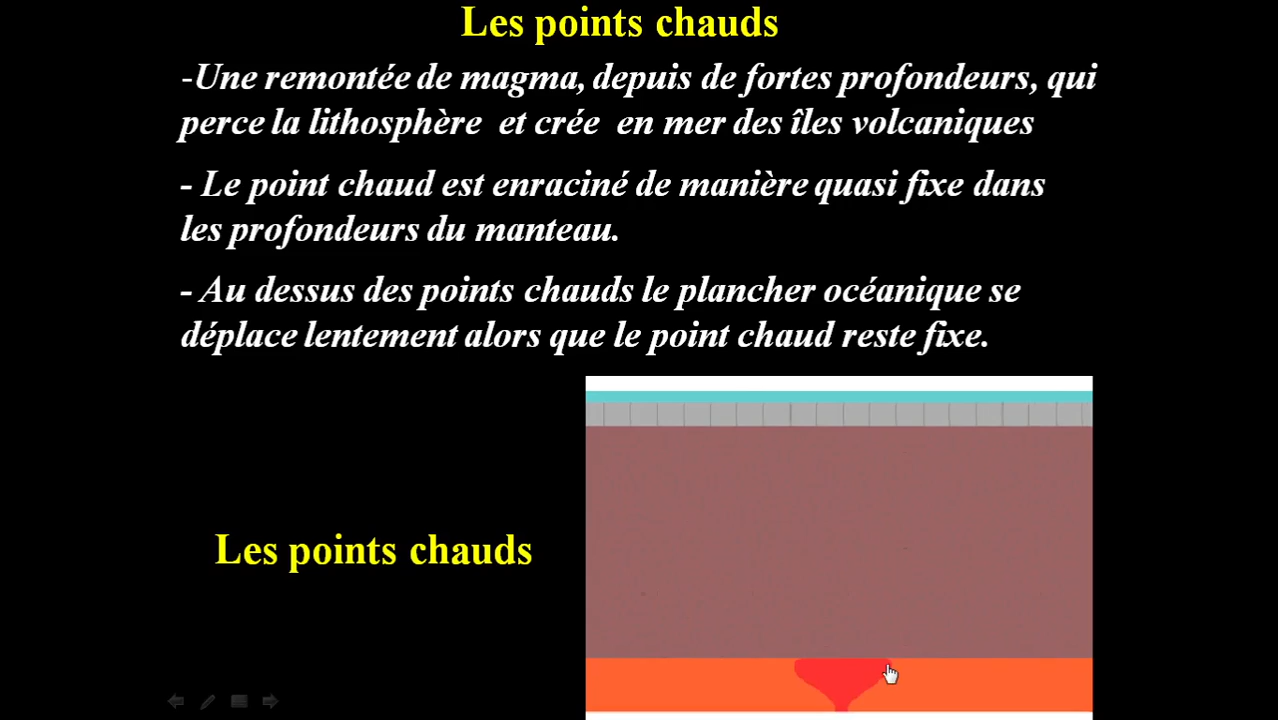 Les points chauds
-Une remontée de magma, depuis de fortes profondeurs, qui
perce la lithosphère et crée en mer des îles volcaniques
- Le point chaud est enraciné de manière quasi fixe dans
les profondeurs du manteau.
- Au dessus des points chauds le plancher océanique se
déplace lentement alors que le point chaud reste fixe.
Les points chauds